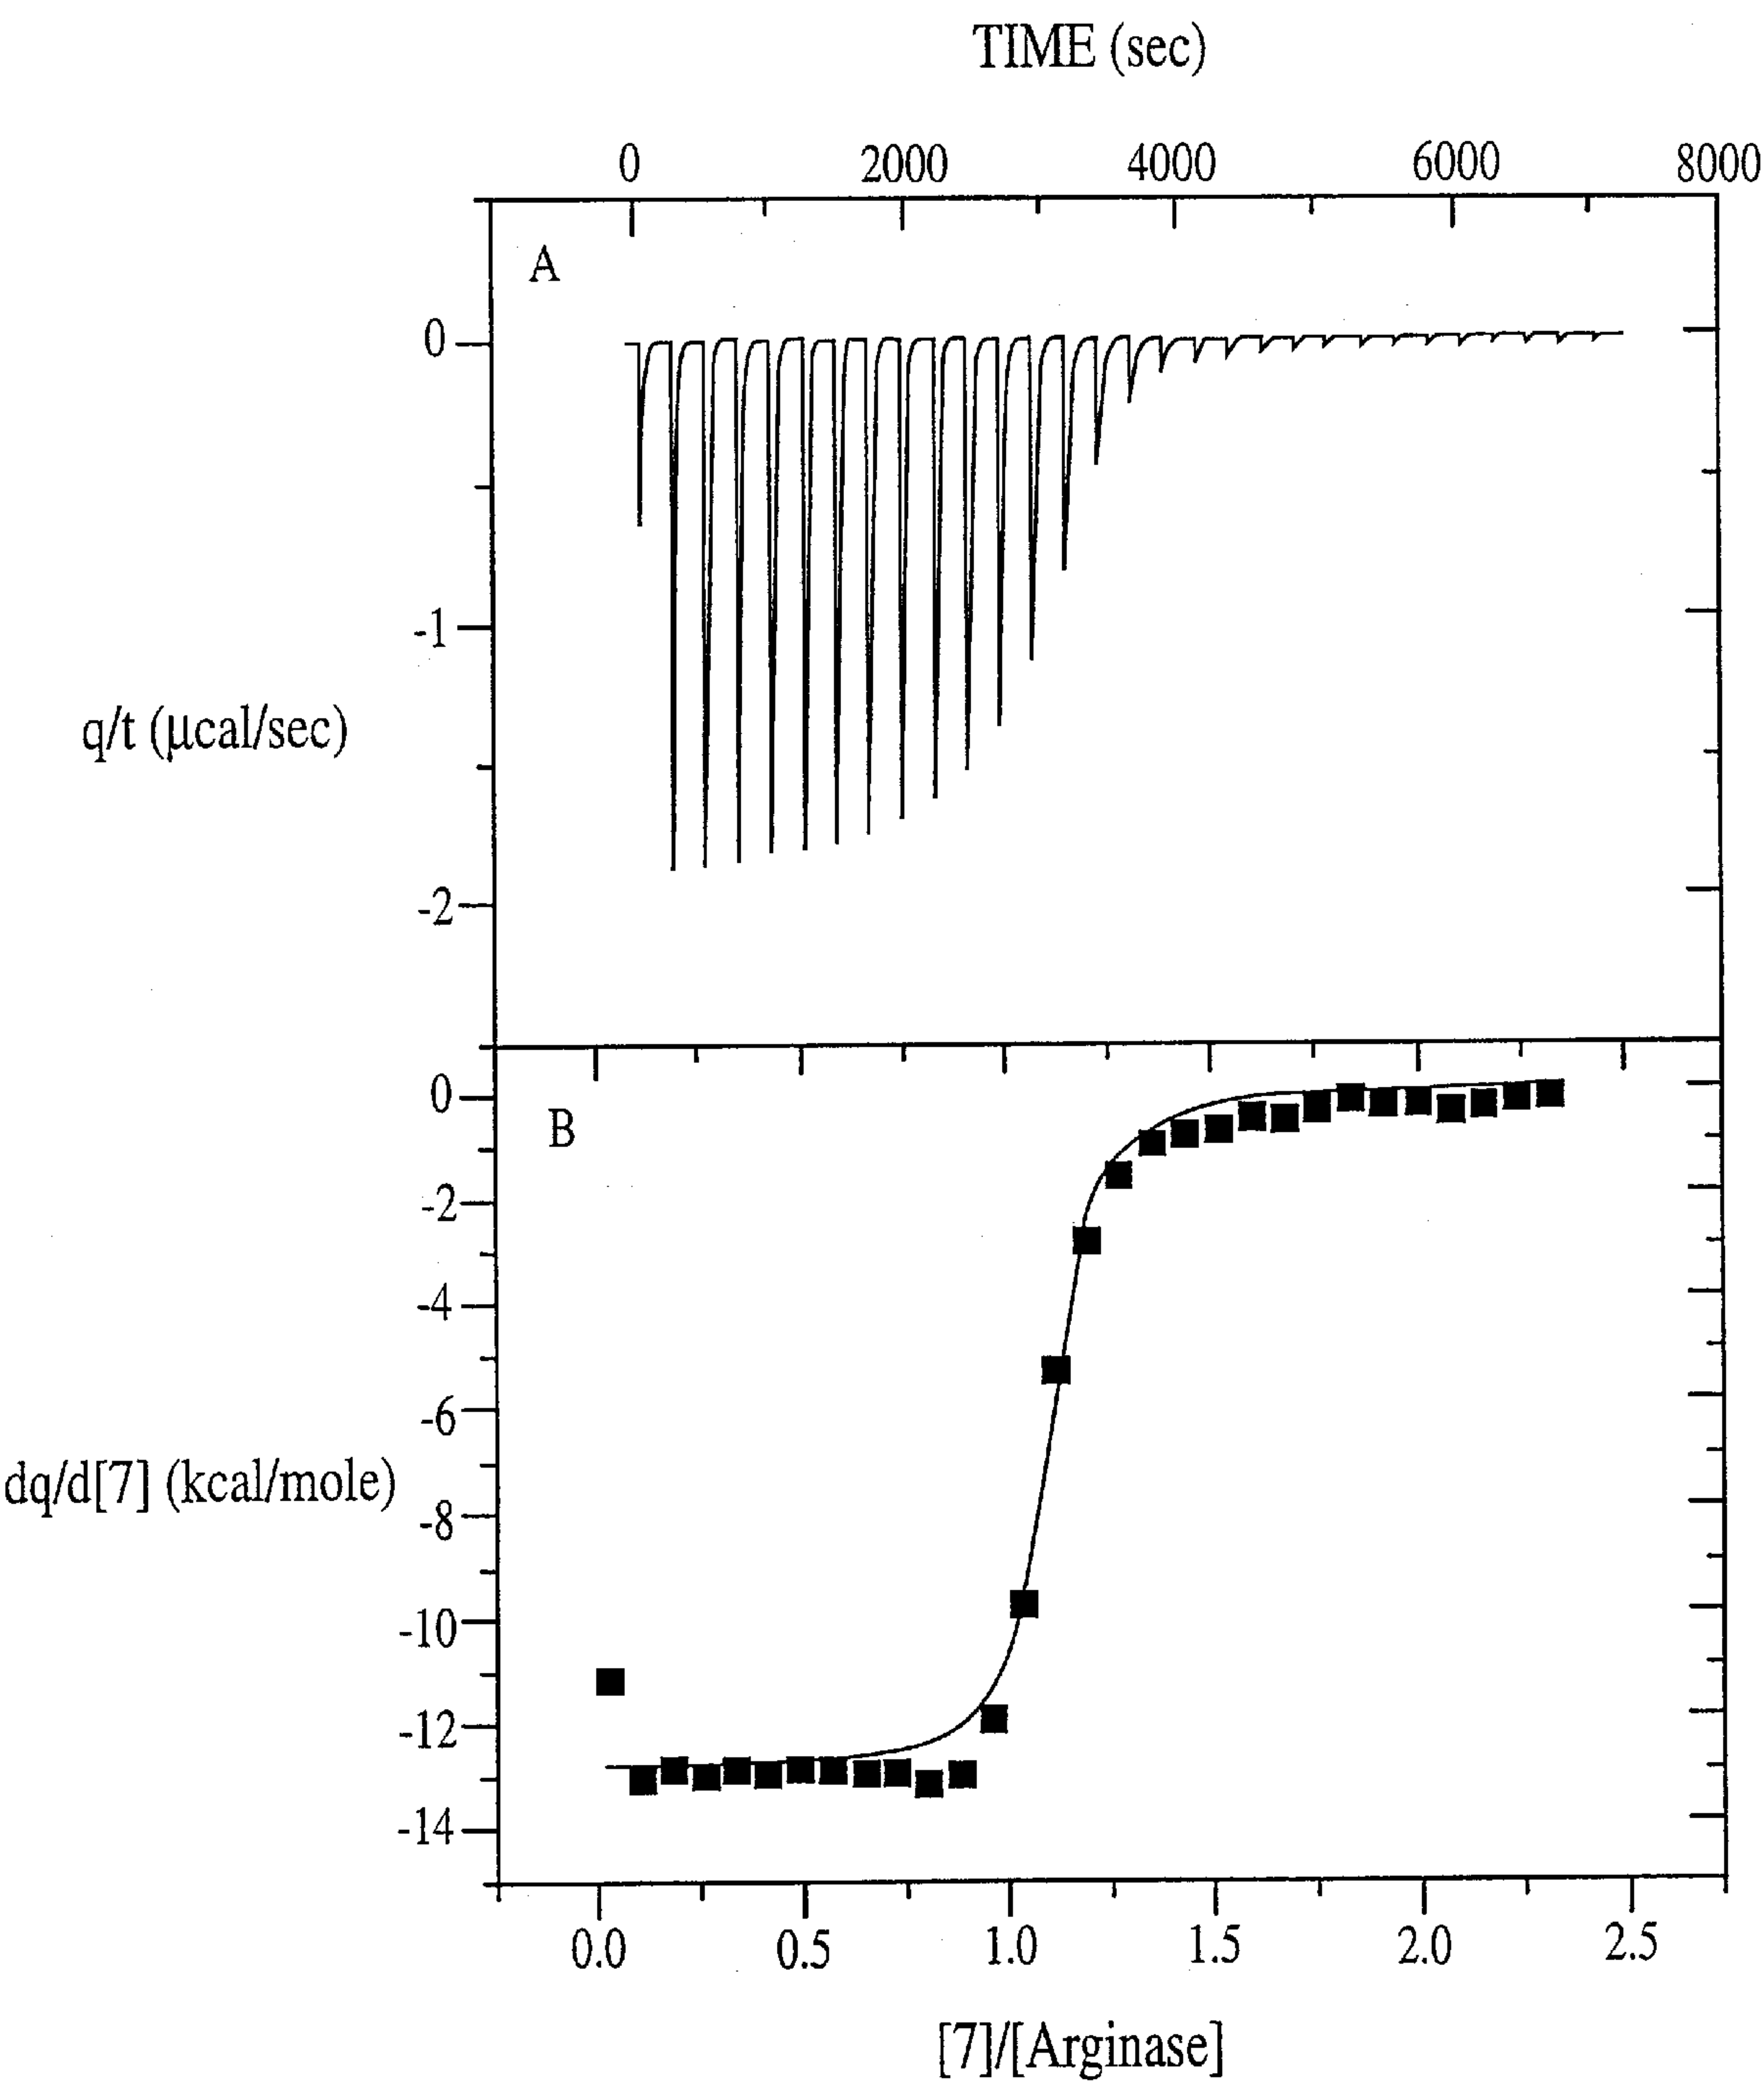 TIME (sec)
0 2000 4000 6000 8000
A
0
-1
q/t (µcal/sec)
-2
0
B
-2
-4
-6
dq/d[7] (kcal/mole)
-8
-10
-12
-14
0.0 0.5 1.0 1.5 2.0 2.5
[7]/[Arginase]